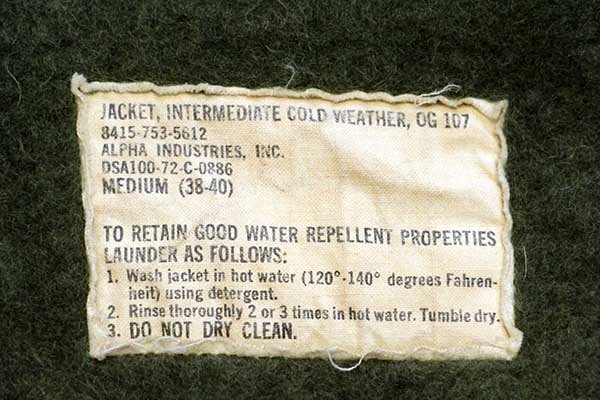 JACKET, INTERMEDIATE COLD WEATHER, OG 107
8415-753-5612
ALPHA INDUSTRIES, INC.
DSA100-72-C-0886
MEDIUM (38-40)
TO RETAIN GOOD WATER REPELLENT PROPERTIES
LAUNDER AS FOLLOWS:
1. Wash jacket in hot water (120°-140° degrees Fahren-
heit) using detergent.
2. Rinse thoroughly 2 or 3 times in hot water. Tumble dry.
3. DO NOT DRY CLEAN.